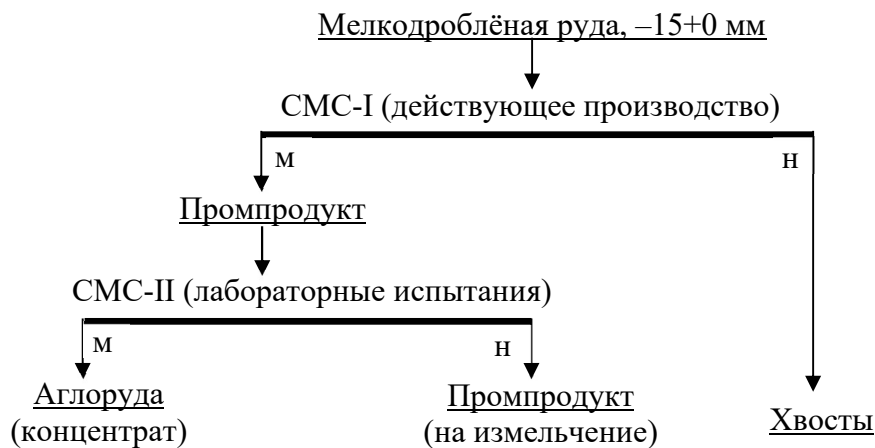 Мелкодроблёная руда, –15+0 мм
СМС-I (действующее производство)
м
н
Промпродукт
СМС-II (лабораторные испытания)
м
н
Аглоруда
(концентрат)
Промпродукт
(на измельчение)
Хвосты